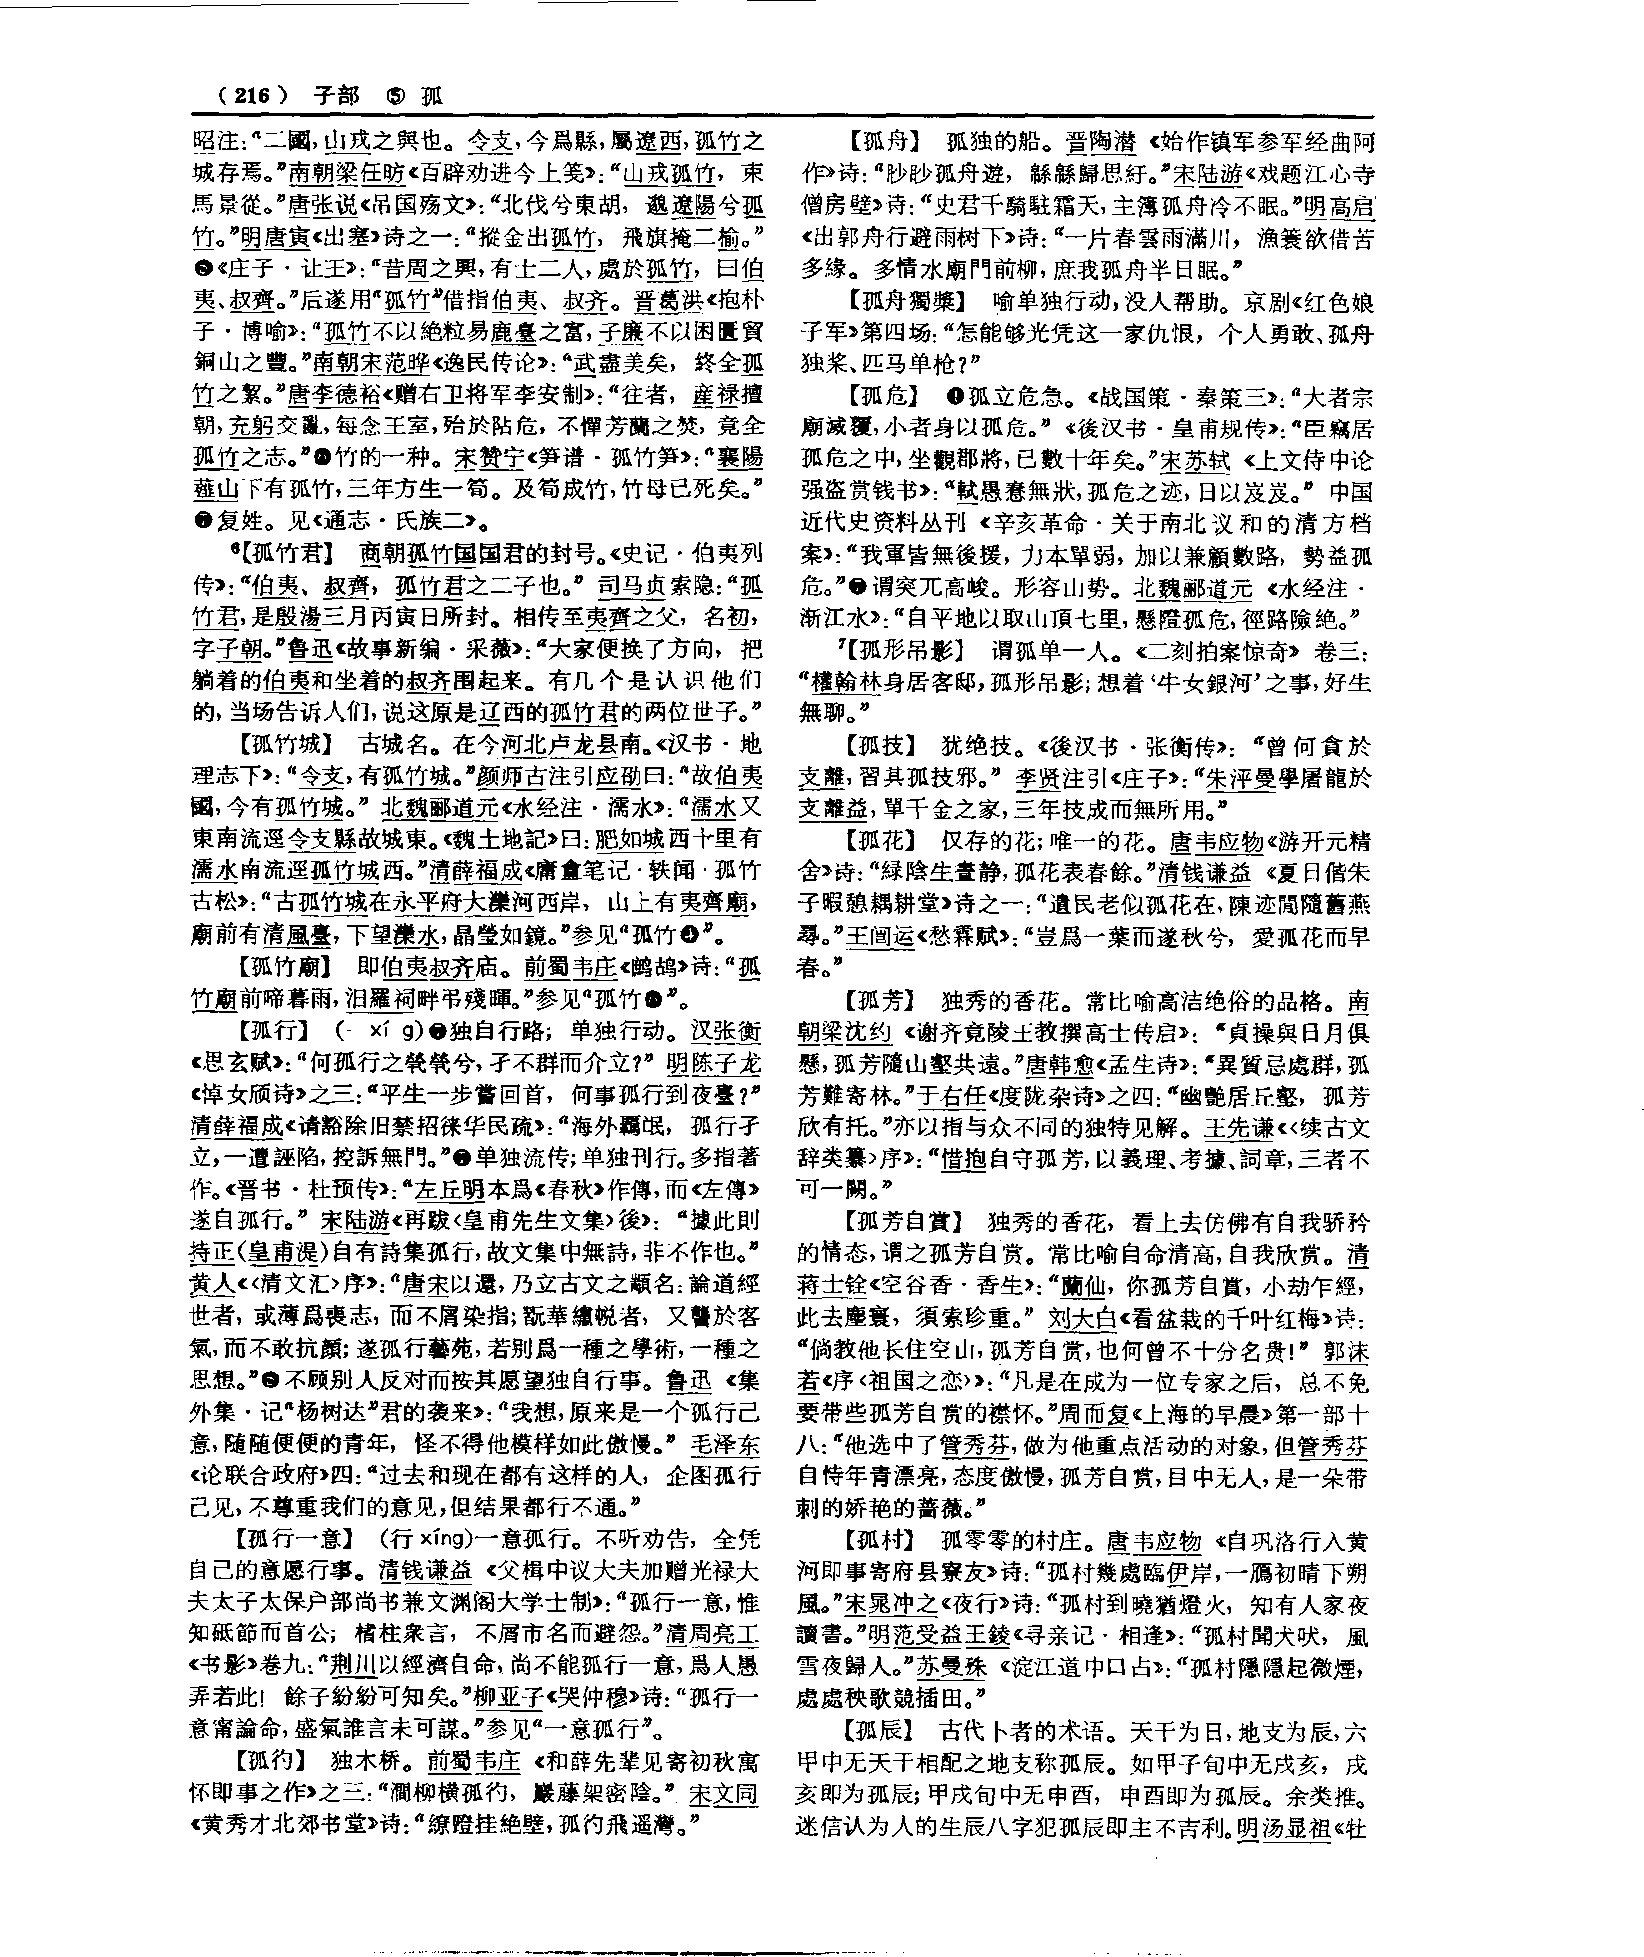 （216） 子部 ⑤ 孤
昭注：“二國，山戎之與也。令支，今爲縣，屬遼西，孤竹之
城存焉。”南朝梁任昉《百辟劝进今上笺》：“山戎孤竹，束
馬景從。”唐张说《吊国殇文》：“北伐兮東胡，邈遼陽兮孤
竹。”明唐寅《出塞》诗之一：“摐金出孤竹，飛旗掩二榆。”
❺《庄子·让王》：“昔周之興，有士二人，處於孤竹，曰伯
夷、叔齊。”后遂用“孤竹”借指伯夷、叔齐。晋葛洪《抱朴
子·博喻》：“孤竹不以絶粒易鹿臺之富，子廉不以困匱貿
銅山之豐。”南朝宋范晔《逸民传论》：“武盡美矣，終全孤
竹之絜。”唐李德裕《赠右卫将军李安制》：“往者，産禄擅
朝，充躬交亂，每念王室，殆於阽危，不憚芳蘭之焚，竟全
孤竹之志。”❻竹的一种。宋赞宁《笋谱·孤竹笋》：“襄陽
薤山下有孤竹，三年方生一筍。及筍成竹，竹母已死矣。”
❼复姓。见《通志·氏族二》。
⁶【孤竹君】 商朝孤竹国国君的封号。《史记·伯夷列
传》：“伯夷、叔齊，孤竹君之二子也。”司马贞索隐：“孤
竹君，是殷湯三月丙寅日所封。相传至夷齊之父，名初，
字子朝。”鲁迅《故事新编·采薇》：“大家便换了方向，把
躺着的伯夷和坐着的叔齐围起来。有几个是认识他们
的，当场告诉人们，说这原是辽西的孤竹君的两位世子。”
【孤竹城】 古城名。在今河北卢龙县南。《汉书·地
理志下》：“令支，有孤竹城。”颜师古注引应劭曰：“故伯夷
國，今有孤竹城。”北魏郦道元《水经注·濡水》：“濡水又
東南流逕令支縣故城東。《魏土地記》曰：肥如城西十里有
濡水南流逕孤竹城西。”清薛福成《庸盦笔记·轶闻·孤竹
古松》：“古孤竹城在永平府大灤河西岸，山上有夷齊廟，
廟前有清風臺，下望灤水，晶瑩如鏡。”参见“孤竹❹”。
【孤竹廟】 即伯夷叔齐庙。前蜀韦庄《鹧鸪》诗：“孤
竹廟前啼暮雨，汨羅祠畔弔殘暉。”参见“孤竹❺”。
【孤行】 （- xí g）❶独自行路；单独行动。汉张衡
《思玄赋》：“何孤行之煢煢兮，孑不群而介立？”明陈子龙
《悼女颀诗》之三：“平生一步嘗回首，何事孤行到夜臺？”
清薛福成《请豁除旧禁招徕华民疏》：“海外羈氓，孤行孑
立，一遭誣陷，控訴無門。”❷单独流传；单独刊行。多指著
作。《晋书·杜预传》：“左丘明本爲《春秋》作傳，而《左傳》
遂自孤行。”宋陆游《再跋〈皇甫先生文集〉後》：“據此則
持正（皇甫湜）自有詩集孤行，故文集中無詩，非不作也。”
黄人《〈清文汇〉序》：“唐宋以還，乃立古文之顓名：論道經
世者，或薄爲喪志，而不屑染指；翫華繡帨者，又讋於客
氣，而不敢抗顔；遂孤行藝苑，若别爲一種之學術，一種之
思想。”❸不顾别人反对而按其愿望独自行事。鲁迅《集
外集·记“杨树达”君的袭来》：“我想，原来是一个孤行己
意，随随便便的青年，怪不得他模样如此傲慢。”毛泽东
《论联合政府》四：“过去和现在都有这样的人，企图孤行
己见，不尊重我们的意见，但结果都行不通。”
【孤行一意】 （行 xíng）一意孤行。不听劝告，全凭
自己的意愿行事。清钱谦益《父楫中议大夫加赠光禄大
夫太子太保户部尚书兼文渊阁大学士制》：“孤行一意，惟
知砥節而首公；楮柱衆言，不屑市名而避怨。”清周亮工
《书影》卷九：“荆川以經濟自命，尚不能孤行一意，爲人愚
弄若此！餘子紛紛可知矣。”柳亚子《哭仲穆》诗：“孤行一
意甯論命，盛氣誰言未可謀。”参见“一意孤行”。
【孤彴】 独木桥。前蜀韦庄《和薛先辈见寄初秋寓
怀即事之作》之三：“澗柳横孤彴，巖藤架密陰。”宋文同
《黄秀才北郊书堂》诗：“繚磴挂絶壁，孤彴飛遥灣。”
【孤舟】 孤独的船。晋陶潜《始作镇军参军经曲阿
作》诗：“眇眇孤舟遊，緜緜歸思紆。”宋陆游《戏题江心寺
僧房壁》诗：“史君千騎駐霜天，主簿孤舟冷不眠。”明高启
《出郭舟行避雨树下》诗：“一片春雲雨滿川，漁蓑欲借苦
多緣。多情水廟門前柳，庶我孤舟半日眠。”
【孤舟獨槳】 喻单独行动，没人帮助。京剧《红色娘
子军》第四场：“怎能够光凭这一家仇恨，个人勇敢、孤舟
独桨、匹马单枪？”
【孤危】 ❶孤立危急。《战国策·秦策三》：“大者宗
廟滅覆，小者身以孤危。”《後汉书·皇甫规传》：“臣竊居
孤危之中，坐觀郡將，已數十年矣。”宋苏轼《上文侍中论
强盗赏钱书》：“軾愚惷無狀，孤危之迹，日以岌岌。”中国
近代史资料丛刊《辛亥革命·关于南北议和的清方档
案》：“我軍皆無後援，力本單弱，加以兼顧數路，勢益孤
危。”❷谓突兀高峻。形容山势。北魏郦道元《水经注·
渐江水》：“自平地以取山頂七里，懸隥孤危，徑路險絶。”
⁷【孤形吊影】 谓孤单一人。《二刻拍案惊奇》卷三：
“權翰林身居客邸，孤形吊影；想着‘牛女銀河’之事，好生
無聊。”
【孤技】 犹绝技。《後汉书·张衡传》：“曾何貪於
支離，習其孤技邪。”李贤注引《庄子》：“朱泙曼學屠龍於
支離益，單千金之家，三年技成而無所用。”
【孤花】 仅存的花；唯一的花。唐韦应物《游开元精
舍》诗：“緑陰生晝静，孤花表春餘。”清钱谦益《夏日偕朱
子暇憩耦耕堂》诗之一：“遺民老似孤花在，陳迹閒隨舊燕
尋。”王闿运《愁霖赋》：“豈爲一葉而遂秋兮，愛孤花而早
春。”
【孤芳】 独秀的香花。常比喻高洁绝俗的品格。南
朝梁沈约《谢齐竟陵王教撰高士传启》：“貞操與日月俱
懸，孤芳隨山壑共遠。”唐韩愈《孟生诗》：“異質忌處群，孤
芳難寄林。”于右任《度陇杂诗》之四：“幽艷居丘壑，孤芳
欣有托。”亦以指与众不同的独特见解。王先谦《〈续古文
辞类纂〉序》：“惜抱自守孤芳，以義理、考據、詞章，三者不
可一闕。”
【孤芳自賞】 独秀的香花，看上去仿佛有自我骄矜
的情态，谓之孤芳自赏。常比喻自命清高，自我欣赏。清
蒋士铨《空谷香·香生》：“蘭仙，你孤芳自賞，小劫乍經，
此去塵寰，須索珍重。”刘大白《看盆栽的千叶红梅》诗：
“倘教他长住空山，孤芳自赏，也何曾不十分名贵！”郭沫
若《序〈祖国之恋〉》：“凡是在成为一位专家之后，总不免
要带些孤芳自赏的襟怀。”周而复《上海的早晨》第一部十
八：“他选中了管秀芬，做为他重点活动的对象，但管秀芬
自恃年青漂亮，态度傲慢，孤芳自赏，目中无人，是一朵带
刺的娇艳的蔷薇。”
【孤村】 孤零零的村庄。唐韦应物《自巩洛行入黄
河即事寄府县寮友》诗：“孤村幾處臨伊岸，一鴈初晴下朔
風。”宋晁冲之《夜行》诗：“孤村到曉猶燈火，知有人家夜
讀書。”明范受益王錂《寻亲记·相逢》：“孤村聞犬吠，風
雪夜歸人。”苏曼殊《淀江道中口占》：“孤村隱隱起微煙，
處處秧歌競插田。”
【孤辰】 古代卜者的术语。天干为日，地支为辰，六
甲中无天干相配之地支称孤辰。如甲子旬中无戌亥，戌
亥即为孤辰；甲戌旬中无申酉，申酉即为孤辰。余类推。
迷信认为人的生辰八字犯孤辰即主不吉利。明汤显祖《牡